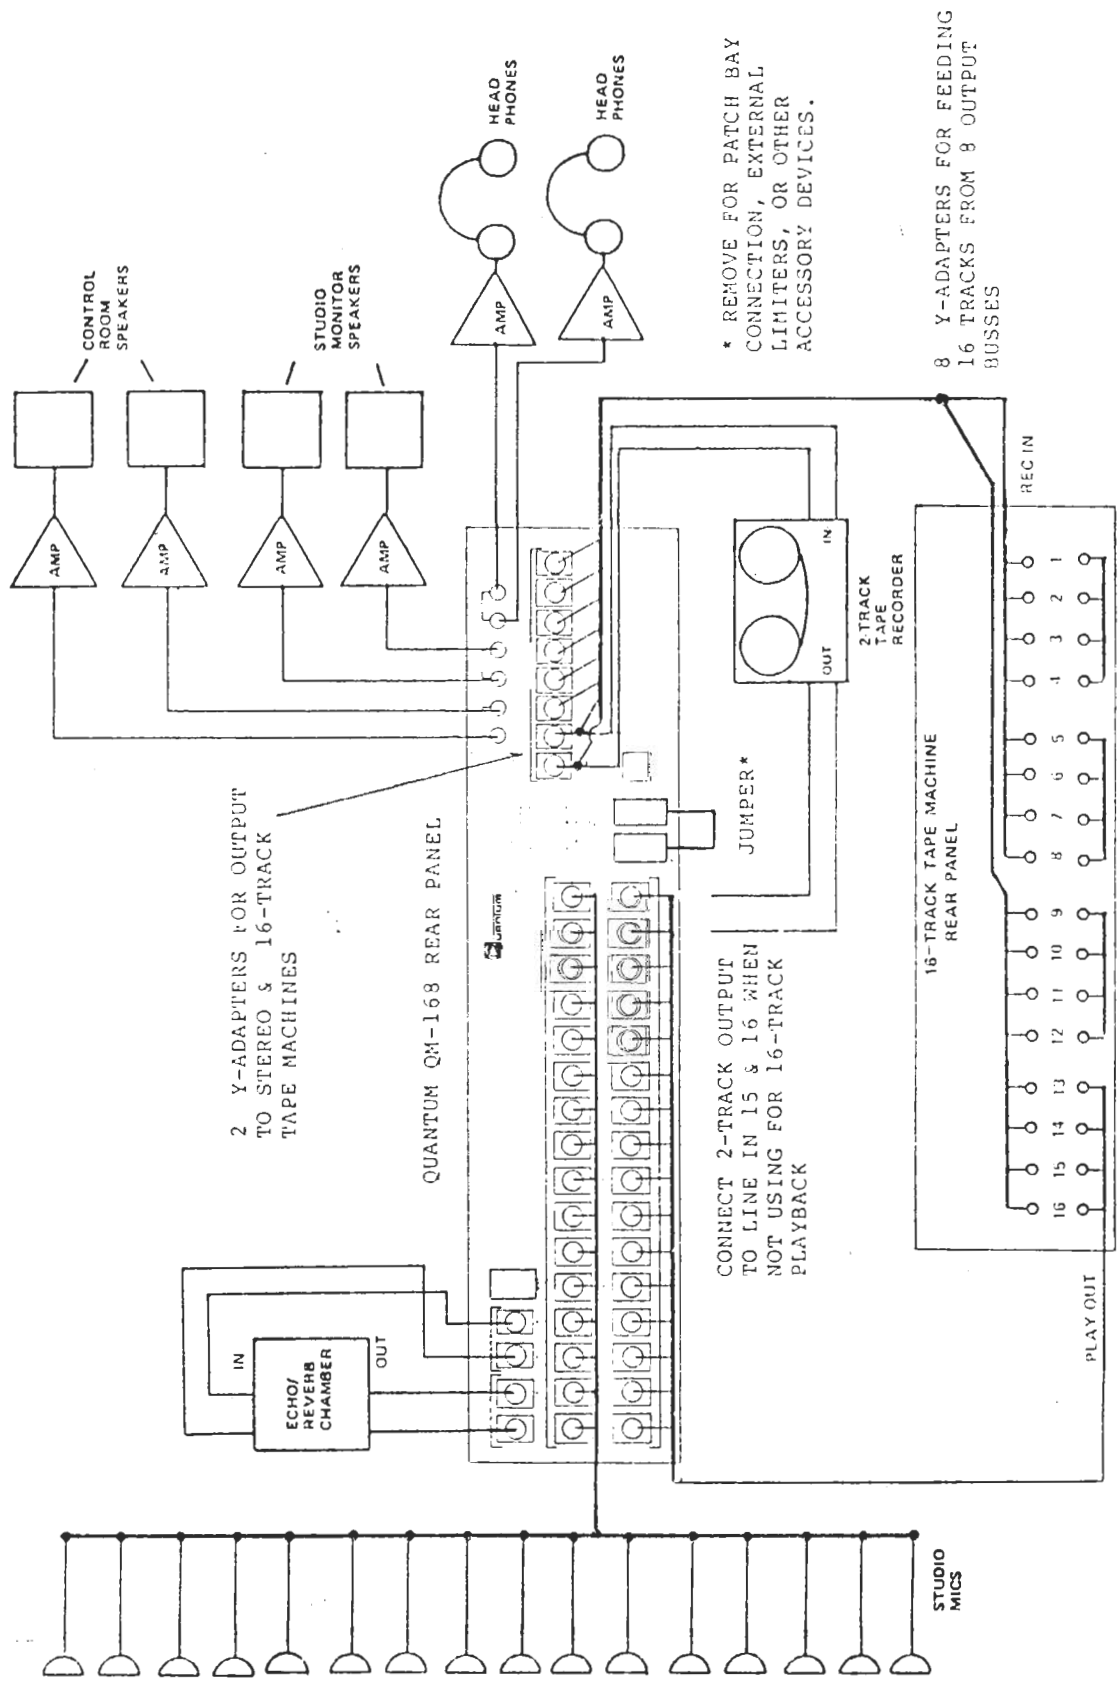 CONTROL
ROOM
SPEAKERS
STUDIO
MONITOR
SPEAKERS
HEAD
PHONES
HEAD
PHONES
AMP
AMP
AMP
AMP
AMP
AMP
* REMOVE FOR PATCH BAY
CONNECTION, EXTERNAL
LIMITERS, OR OTHER
ACCESSORY DEVICES.
8 Y-ADAPTERS FOR FEEDING
16 TRACKS FROM 8 OUTPUT
BUSSES
2 Y-ADAPTERS FOR OUTPUT
TO STEREO & 16-TRACK
TAPE MACHINES
QUANTUM QM-168 REAR PANEL
Quantum
JUMPER*
IN
OUT
2-TRACK
TAPE
RECORDER
CONNECT 2-TRACK OUTPUT
TO LINE IN 15 & 16 WHEN
NOT USING FOR 16-TRACK
PLAYBACK
IN
ECHO/
REVERB
CHAMBER
OUT
REC IN
16-TRACK TAPE MACHINE
REAR PANEL
16 15 14 13 12 11 10 9 8 7 6 5 4 3 2 1
PLAY OUT
STUDIO
MICS